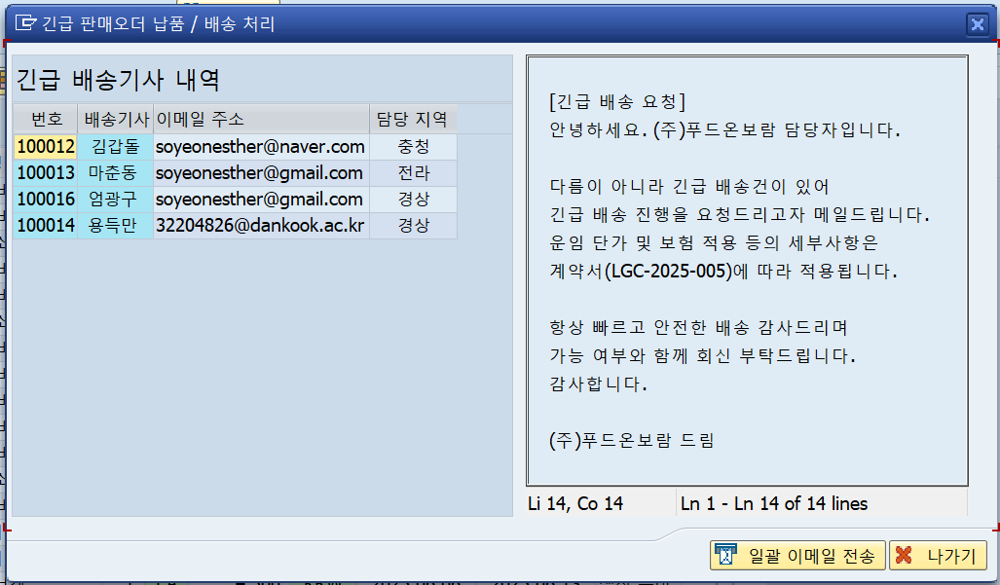 긴급 판매오더 납품 / 배송 처리
긴급 배송기사 내역
번호 배송기사 이메일 주소 담당 지역
100012 김갑돌 soyeonesther@naver.com 충청
100013 마춘동 soyeonesther@gmail.com 전라
100016 엄광구 soyeonesther@gmail.com 경상
100014 용득만 32204826@dankook.ac.kr 경상
[긴급 배송 요청]
안녕하세요. (주)푸드온보람 담당자입니다.
다름이 아니라 긴급 배송건이 있어
긴급 배송 진행을 요청드리고자 메일드립니다.
운임 단가 및 보험 적용 등의 세부사항은
계약서(LGC-2025-005)에 따라 적용됩니다.
항상 빠르고 안전한 배송 감사드리며
가능 여부와 함께 회신 부탁드립니다.
감사합니다.
(주)푸드온보람 드림
Li 14, Co 14 Ln 1 - Ln 14 of 14 lines
일괄 이메일 전송 나가기